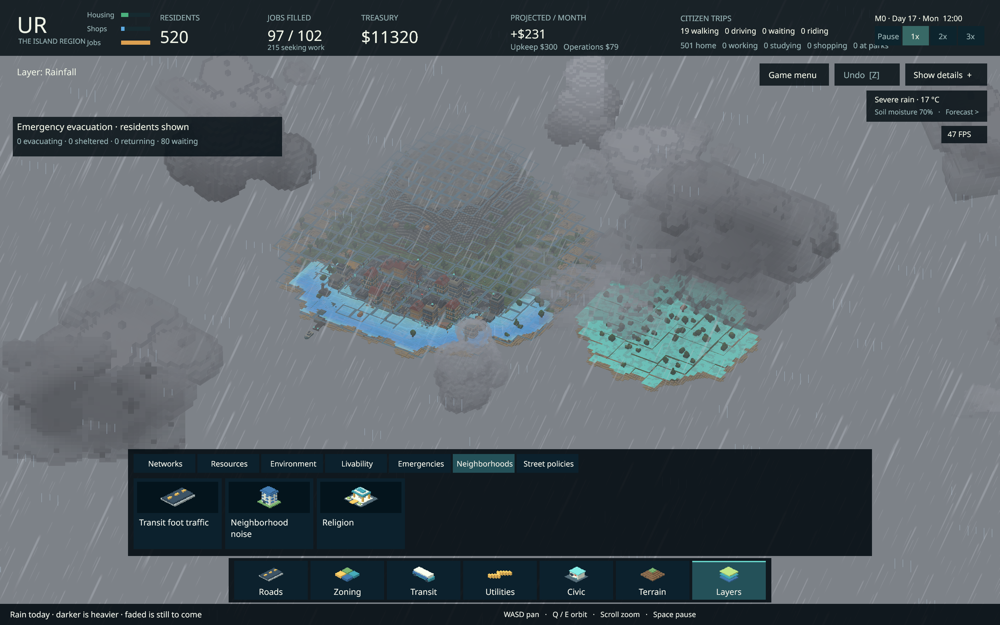 UR
THE ISLAND REGION
Housing
Shops
Jobs
RESIDENTS
520
JOBS FILLED
97 / 102
215 seeking work
TREASURY
$11320
PROJECTED / MONTH
+$231
Upkeep $300 Operations $79
CITIZEN TRIPS
19 walking 0 driving 0 waiting 0 riding
501 home 0 working 0 studying 0 shopping 0 at parks
M0 · Day 17 · Mon 12:00
Pause 1x 2x 3x
Layer: Rainfall
Game menu
Undo [Z]
Show details +
Severe rain · 17 °C
Soil moisture 70% · Forecast >
47 FPS
Emergency evacuation · residents shown
0 evacuating · 0 sheltered · 0 returning · 80 waiting
Networks Resources Environment Livability Emergencies Neighborhoods Street policies
Transit foot traffic
Neighborhood
noise
Religion
Roads Zoning Transit Utilities Civic Terrain Layers
Rain today · darker is heavier · faded is still to come
WASD pan · Q / E orbit · Scroll zoom · Space pause